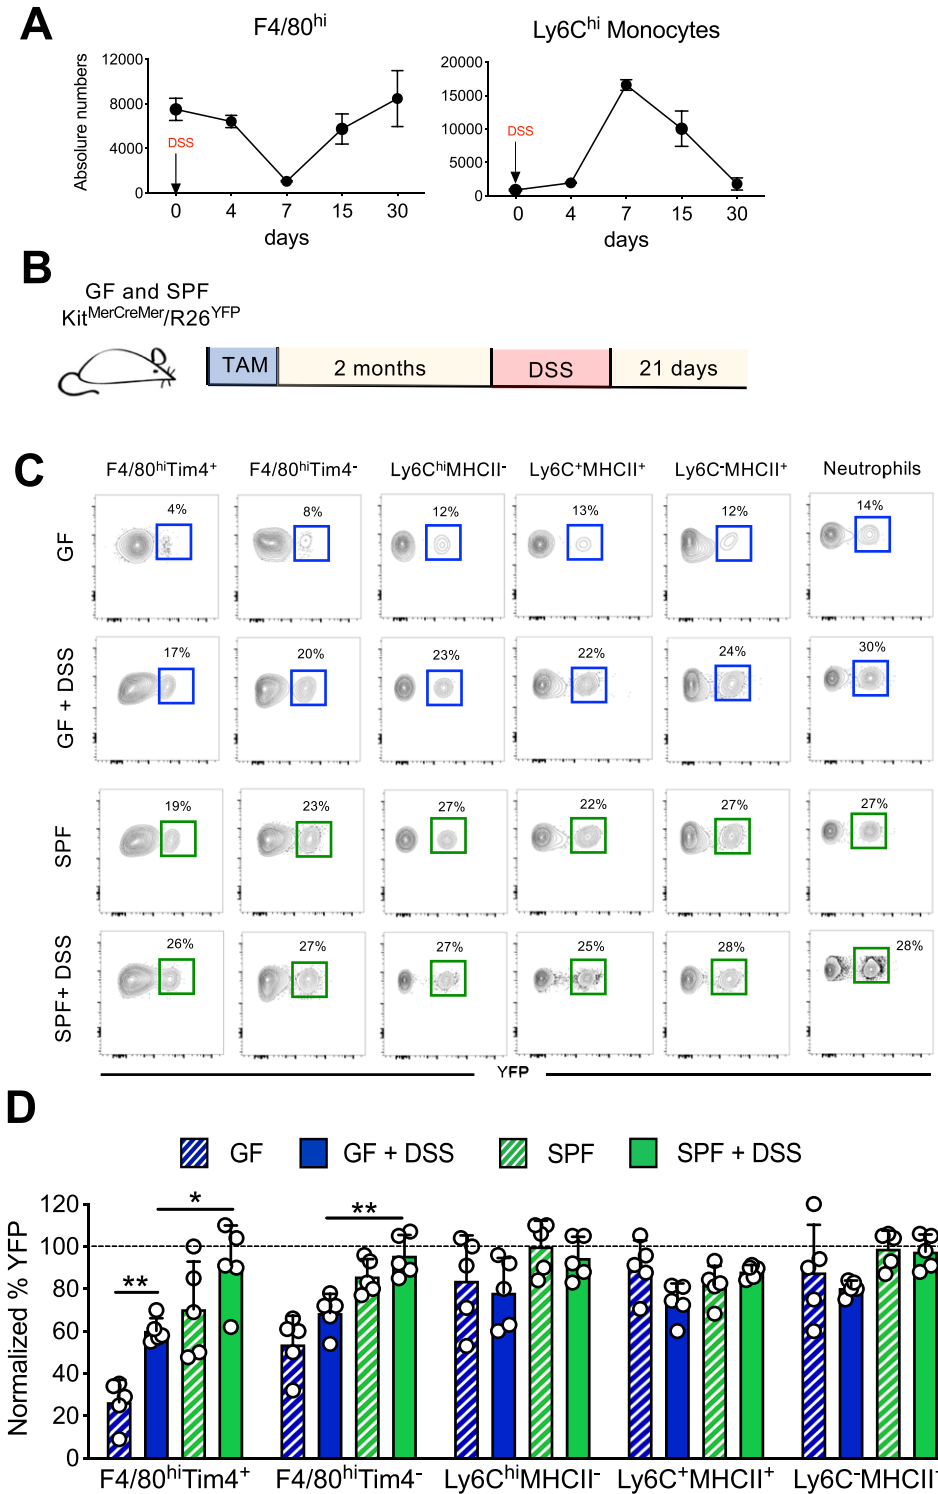 A
F4/80hi
Ly6Chi Monocytes
Absolure numbers
12000
8000
4000
0
DSS
0 4 7 15 30
days
20000
15000
10000
5000
0
DSS
0 4 7 15 30
days
B
GF and SPF
KitMerCreMer/R26YFP
TAM 2 months DSS 21 days
C
F4/80hiTim4+ F4/80hiTim4- Ly6ChiMHCII- Ly6C+MHCII+ Ly6C-MHCII+ Neutrophils
GF
4% 8% 12% 13% 12% 14%
GF + DSS
17% 20% 23% 22% 24% 30%
SPF
19% 23% 27% 22% 27% 27%
SPF+ DSS
26% 27% 27% 25% 28% 28%
YFP
D
GF GF + DSS SPF SPF + DSS
Normalized % YFP
120
100
80
60
40
20
0
** * **
F4/80hiTim4+ F4/80hiTim4- Ly6ChiMHCII- Ly6C+MHCII+ Ly6C-MHCII